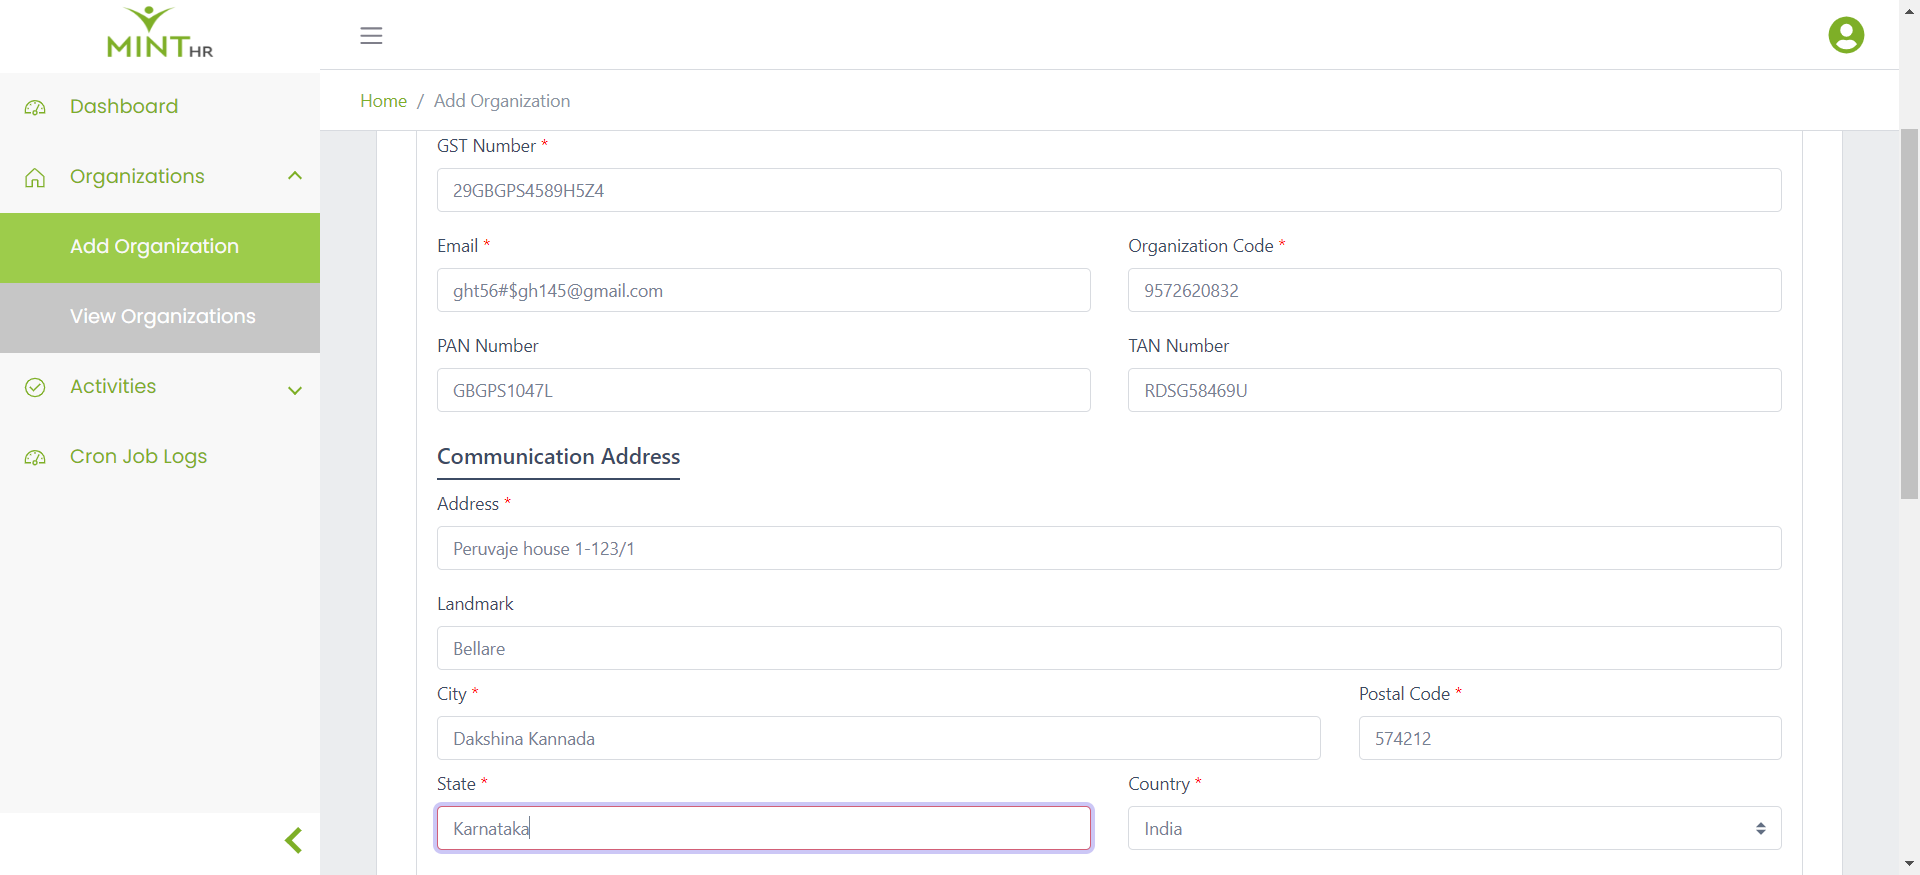 MINT HR
Dashboard
Organizations
Add Organization
View Organizations
Activities
Cron Job Logs
Home / Add Organization
GST Number *
29GBGPS4589H5Z4
Email *
Organization Code *
ght56#$gh145@gmail.com
9572620832
PAN Number
TAN Number
GBGPS1047L
RDSG58469U
Communication Address
Address *
Peruvaje house 1-123/1
Landmark
Bellare
City *
Postal Code *
Dakshina Kannada
574212
State *
Country *
Karnataka
India